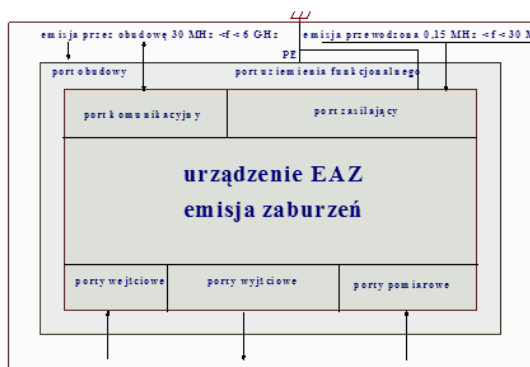 emisja przez obudowę 30 MHz <f< 6 GHz
emisja przewodzona 0,15 MHz < f < 30 M
PE
port obudowy
port uziemienia funkcjonalnego
port komunikacyjny
port zasilający
urządzenie EAZ
emisja zaburzeń
porty wejściowe
porty wyjściowe
porty pomiarowe